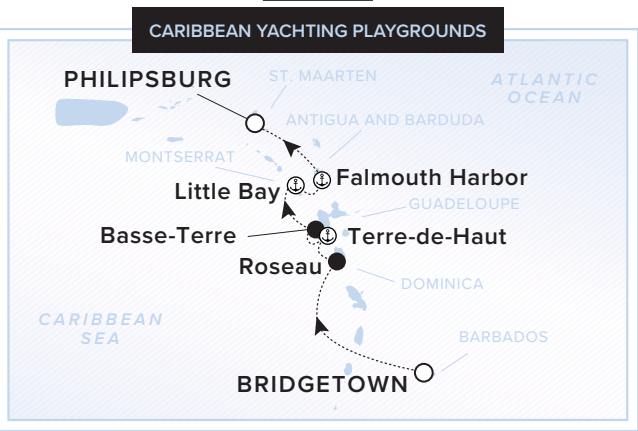 CARIBBEAN YACHTING PLAYGROUNDS
PHILIPSBURG
ST. MAARTEN
ATLANTIC
OCEAN
ANTIGUA AND BARDUDA
MONTSERRAT
Little Bay
Falmouth Harbor
GUADELOUPE
Basse-Terre
Terre-de-Haut
Roseau
DOMINICA
CARIBBEAN
SEA
BARBADOS
BRIDGETOWN